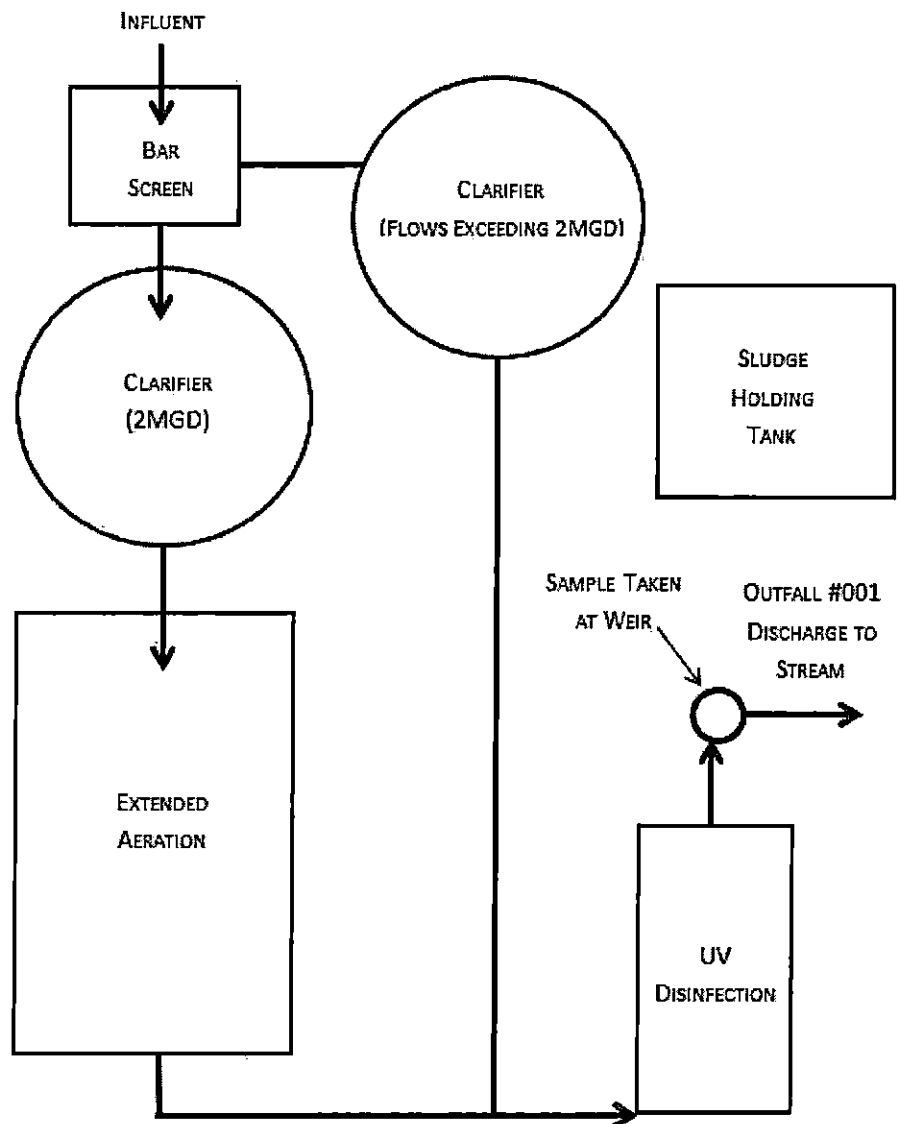 INFLUENT
BAR
SCREEN
CLARIFIER
(FLOWS EXCEEDING 2MGD)
CLARIFIER
(2MGD)
SLUDGE
HOLDING
TANK
SAMPLE TAKEN
AT WEIR
OUTFALL #001
DISCHARGE TO
STREAM
EXTENDED
AERATION
UV
DISINFECTION